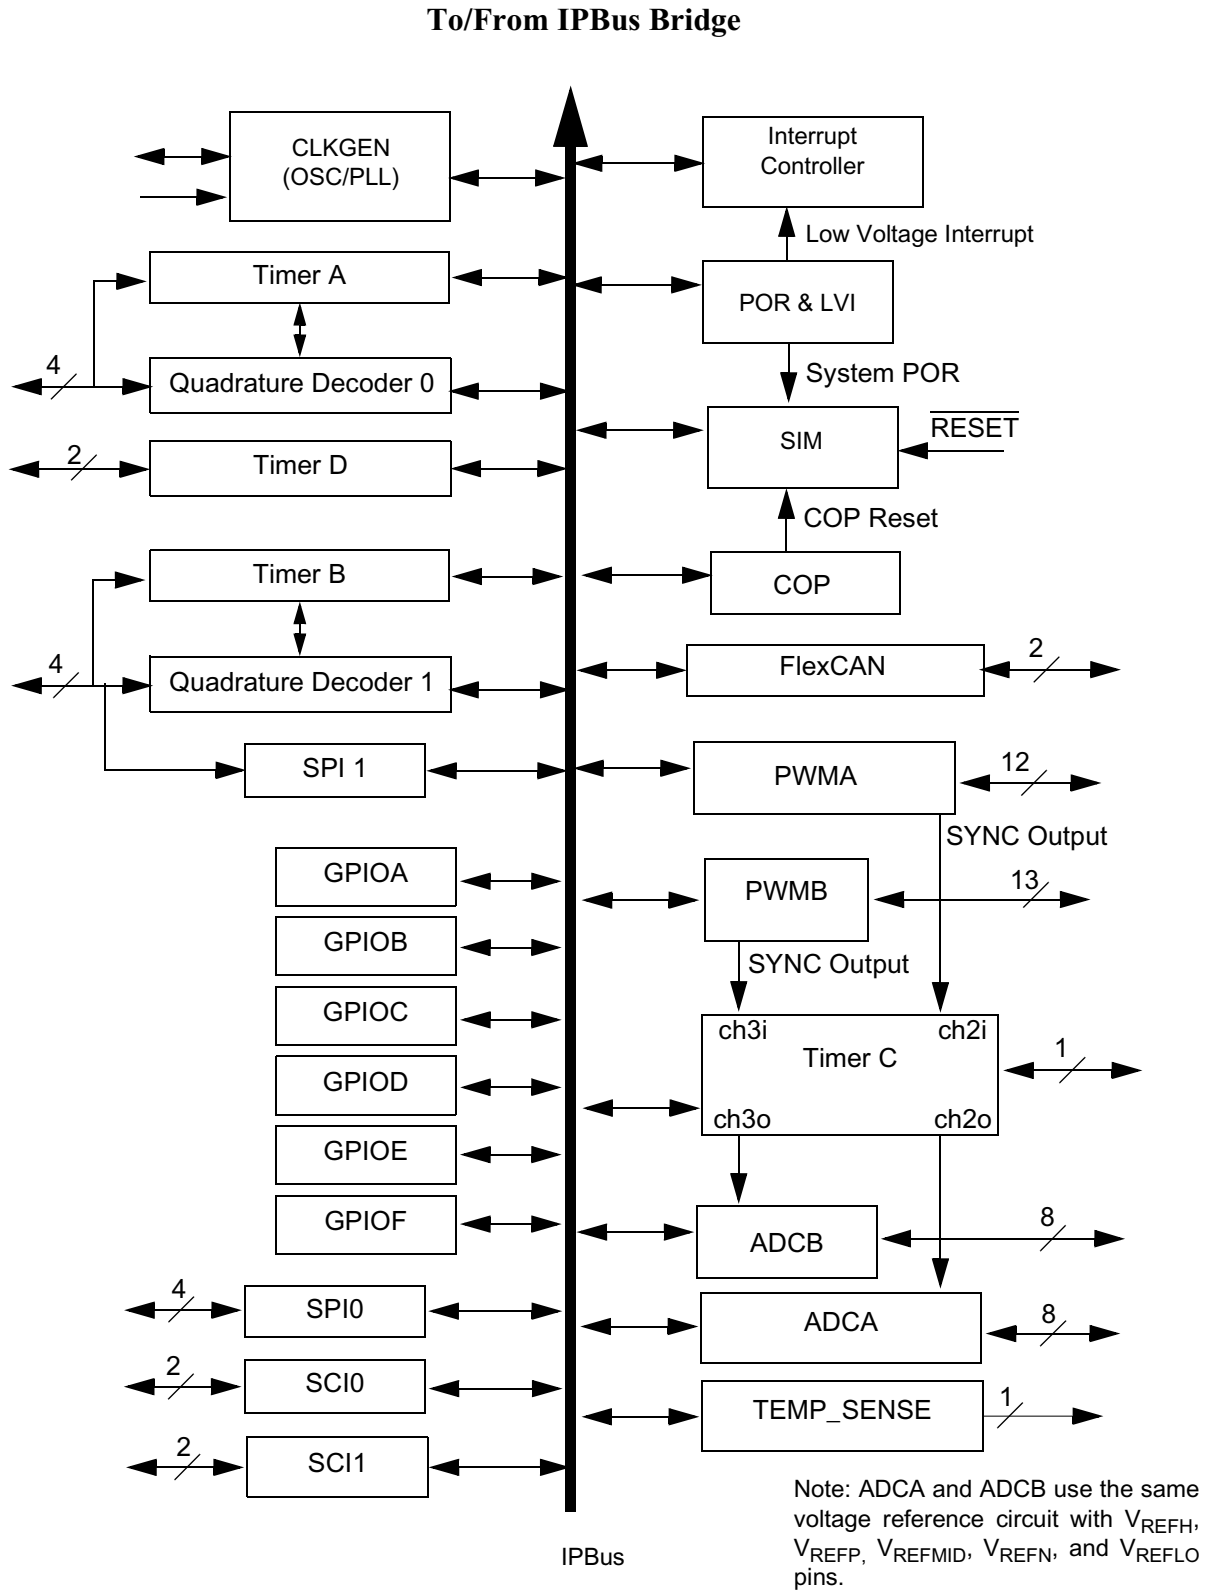 To/From IPBus Bridge
CLKGEN
(OSC/PLL)
Interrupt
Controller
Low Voltage Interrupt
Timer A
POR & LVI
4
Quadrature Decoder 0
System POR
2
Timer D
SIM
RESET
COP Reset
Timer B
COP
4
Quadrature Decoder 1
FlexCAN
2
SPI 1
PWMA
12
SYNC Output
GPIOA
PWMB
13
GPIOB
SYNC Output
GPIOC
ch3i
ch2i
Timer C
1
GPIOD
ch3o
ch2o
GPIOE
GPIOF
ADCB
8
4
SPI0
ADCA
8
2
SCI0
TEMP_SENSE
1
2
SCI1
Note: ADCA and ADCB use the same
voltage reference circuit with VREFH,
VREFP, VREFMID, VREFN, and VREFLO
pins.
IPBus